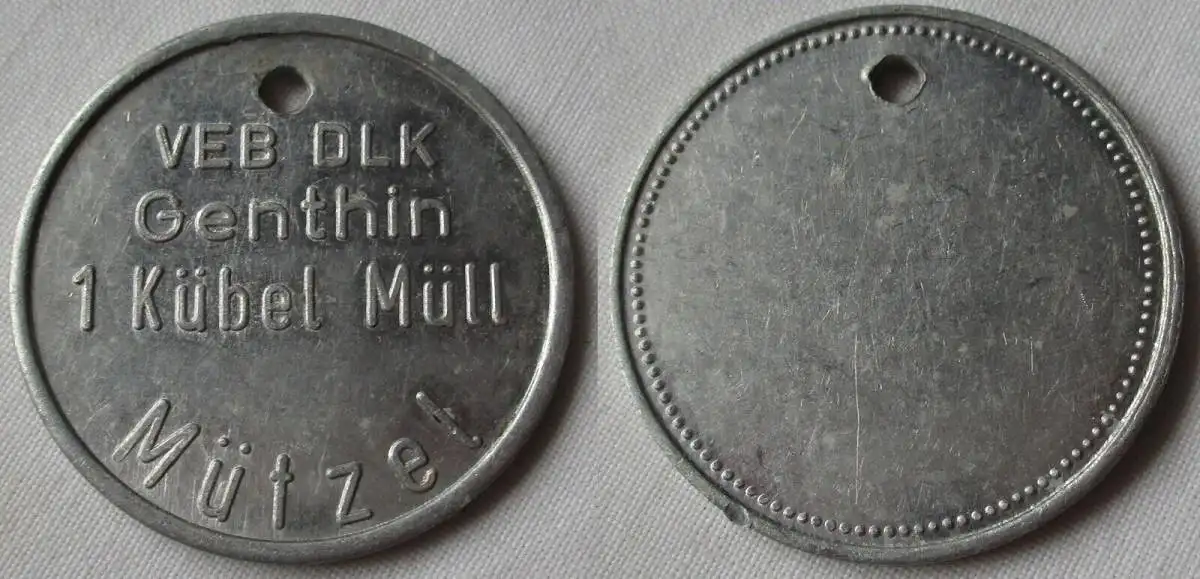 VEB DLK
Genthin
1 Kübel Müll
Mützel